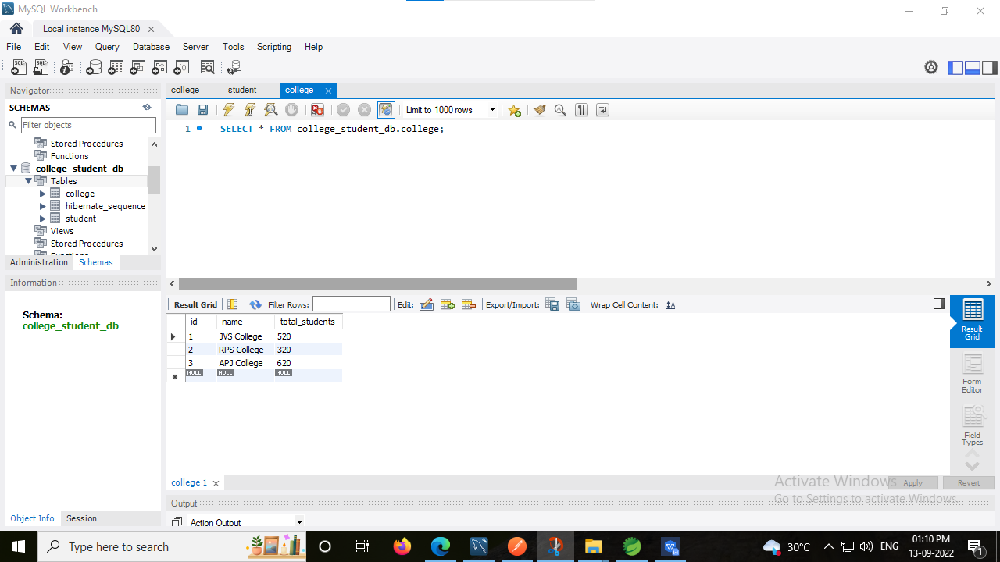 MySQL Workbench
Local instance MySQL80
File Edit View Query Database Server Tools Scripting Help
Navigator
SCHEMAS
Filter objects
Stored Procedures
Functions
college_student_db
Tables
college
hibernate_sequence
student
Views
Stored Procedures
Functions
Administration Schemas
Information
Schema:
college_student_db
Object Info Session
college student college
Limit to 1000 rows
1 SELECT * FROM college_student_db.college;
Result Grid Filter Rows: Edit: Export/Import: Wrap Cell Content:
id name total_students
1 JVS College 520
2 RPS College 320
3 APJ College 620
NULL NULL NULL
Result
Grid
Form
Editor
Field
Types
college 1
Apply Revert
Activate Windows
Go to Settings to activate Windows.
Output
Action Output
Type here to search
30°C
ENG
01:10 PM
13-09-2022
1